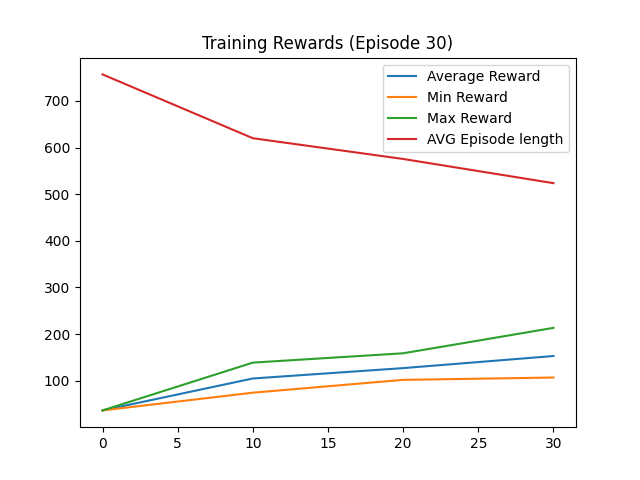 Training Rewards (Episode 30)
Average Reward
Min Reward
Max Reward
AVG Episode length
700
600
500
400
300
200
100
0 5 10 15 20 25 30